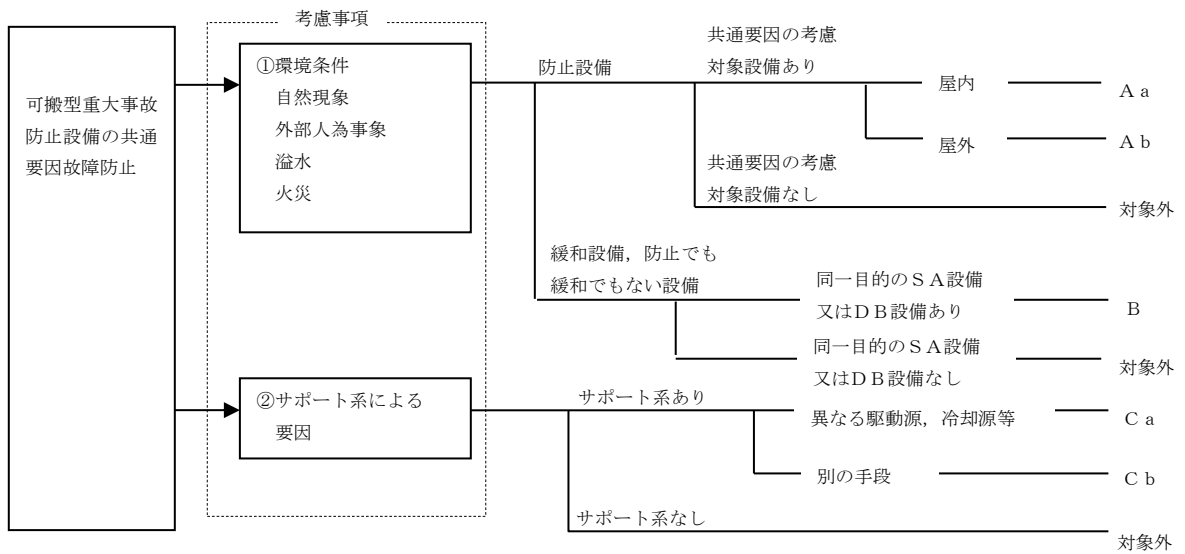 考慮事項
可搬型重大事故
防止設備の共通
要因故障防止
①環境条件
自然現象
外部人為事象
溢水
火災
防止設備
共通要因の考慮
対象設備あり
屋内
Ａａ
屋外
Ａｂ
共通要因の考慮
対象設備なし
対象外
緩和設備，防止でも
緩和でもない設備
同一目的のＳＡ設備
又はＤＢ設備あり
Ｂ
同一目的のＳＡ設備
又はＤＢ設備なし
対象外
②サポート系による
要因
サポート系あり
異なる駆動源，冷却源等
Ｃａ
別の手段
Ｃｂ
サポート系なし
対象外